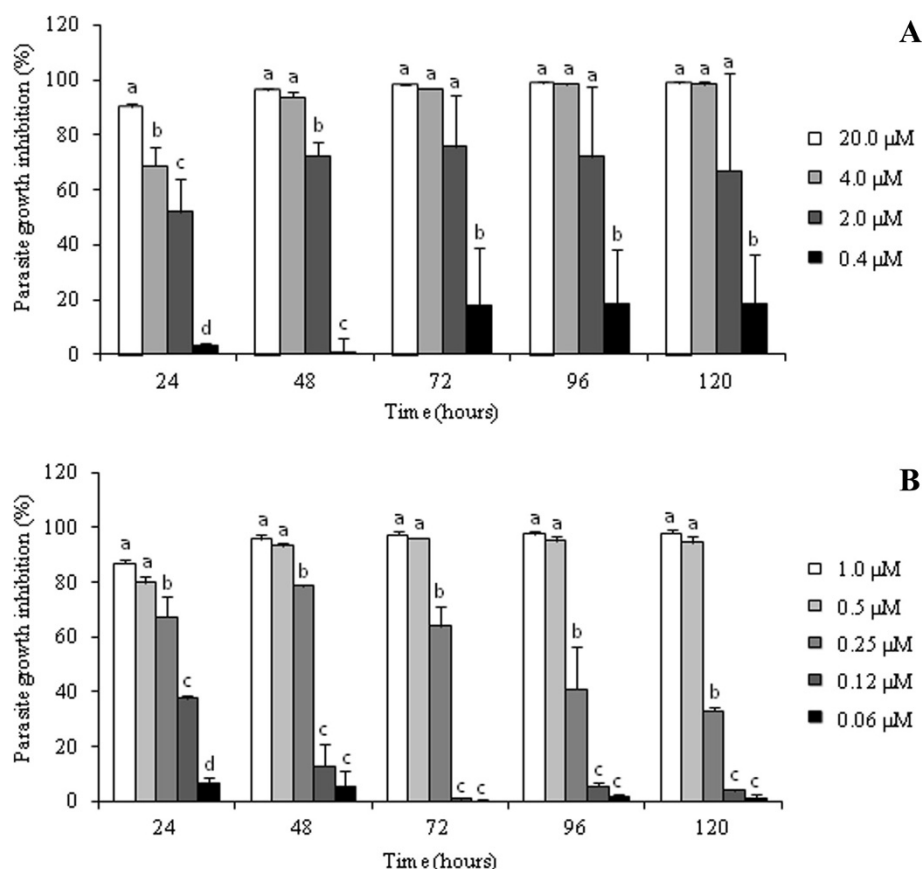 A
Parasite growth inhibition (%)
120
100
80
60
40
20
0
a b c d
a a b c
a a a b
a a a b
a a a b
24 48 72 96 120
Time (hours)
20.0 µM
4.0 µM
2.0 µM
0.4 µM
B
Parasite growth inhibition (%)
120
100
80
60
40
20
0
a a b c d
a a b c c
a a b c c
a a b c c
a a b c c
24 48 72 96 120
Time (hours)
1.0 µM
0.5 µM
0.25 µM
0.12 µM
0.06 µM